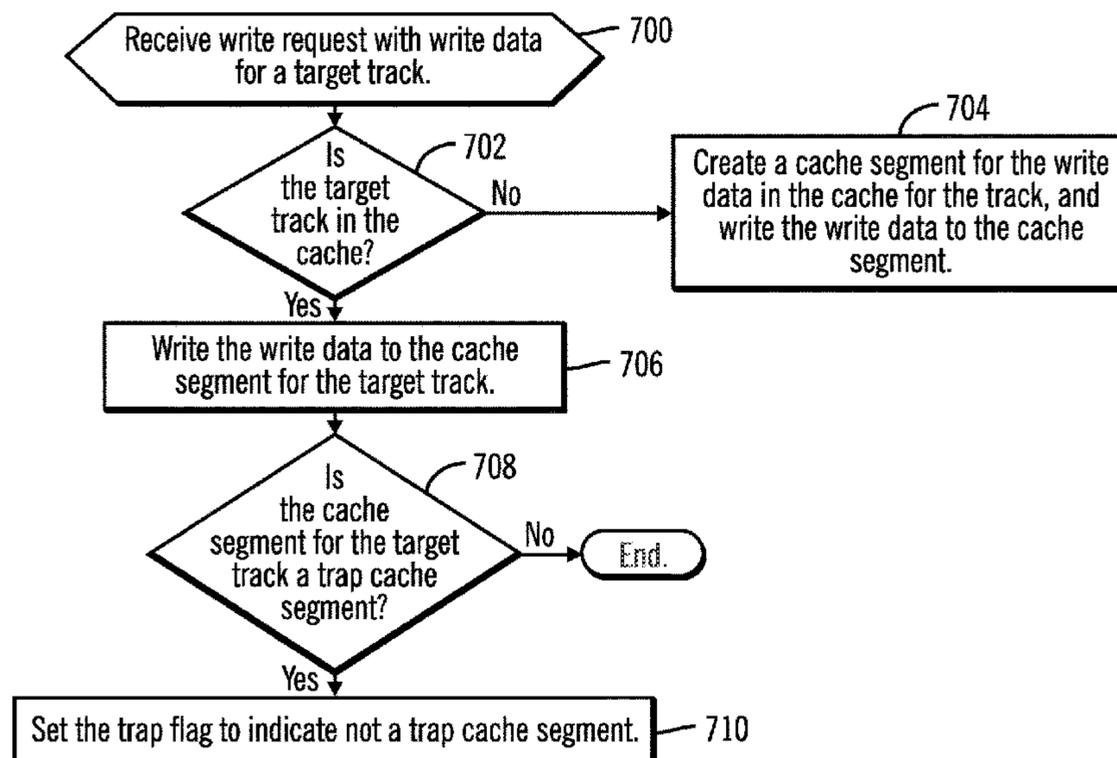 Receive write request with write data
for a target track.
700
Is
the target
track in the
cache?
702
No
704
Create a cache segment for the write
data in the cache for the track, and
write the write data to the cache
segment.
Yes
Write the write data to the cache
segment for the target track.
706
Is
the cache
segment for the target
track a trap cache
segment?
708
No
End.
Yes
Set the trap flag to indicate not a trap cache segment.
710